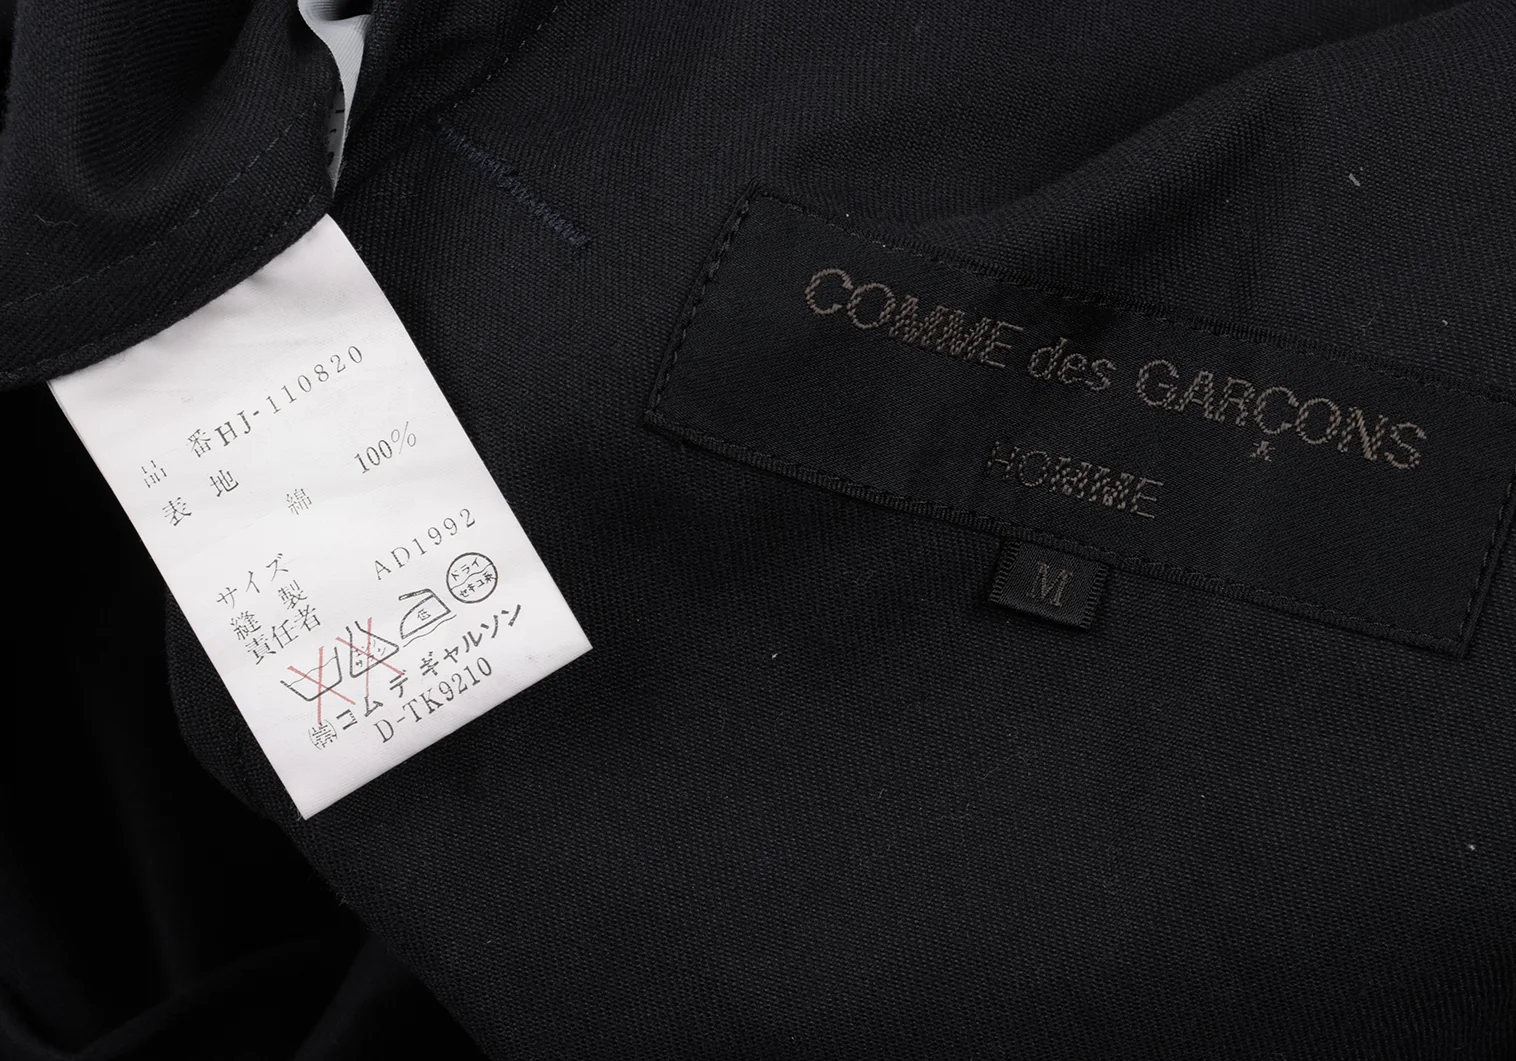 品 番 HJ-110820
表 地
綿 100%
サイズ AD1992
縫 製
責任者
ドライ
セキユ系
低
(株)コム デ ギャルソン
D-TK9210
COMME des GARÇONS
HOMME
M